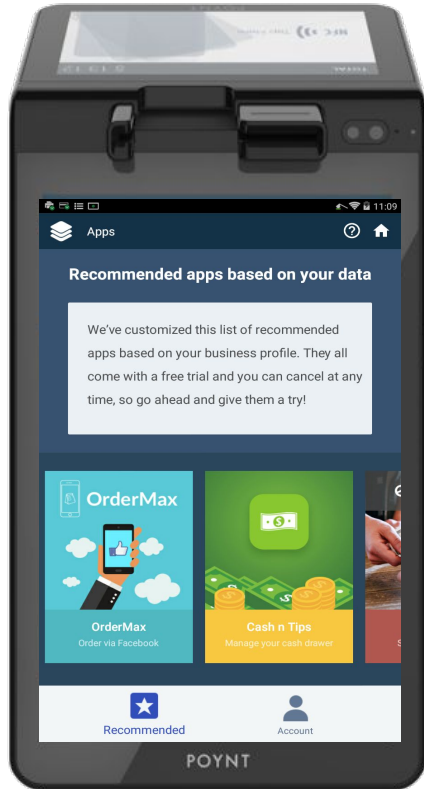 TOTAL
NFC
11:09
Apps
Recommended apps based on your data
We've customized this list of recommended
apps based on your business profile. They all
come with a free trial and you can cancel at any
time, so go ahead and give them a try!
OrderMax
OrderMax
Order via Facebook
Cash n Tips
Manage your cash drawer
Recommended
Account
POYNT